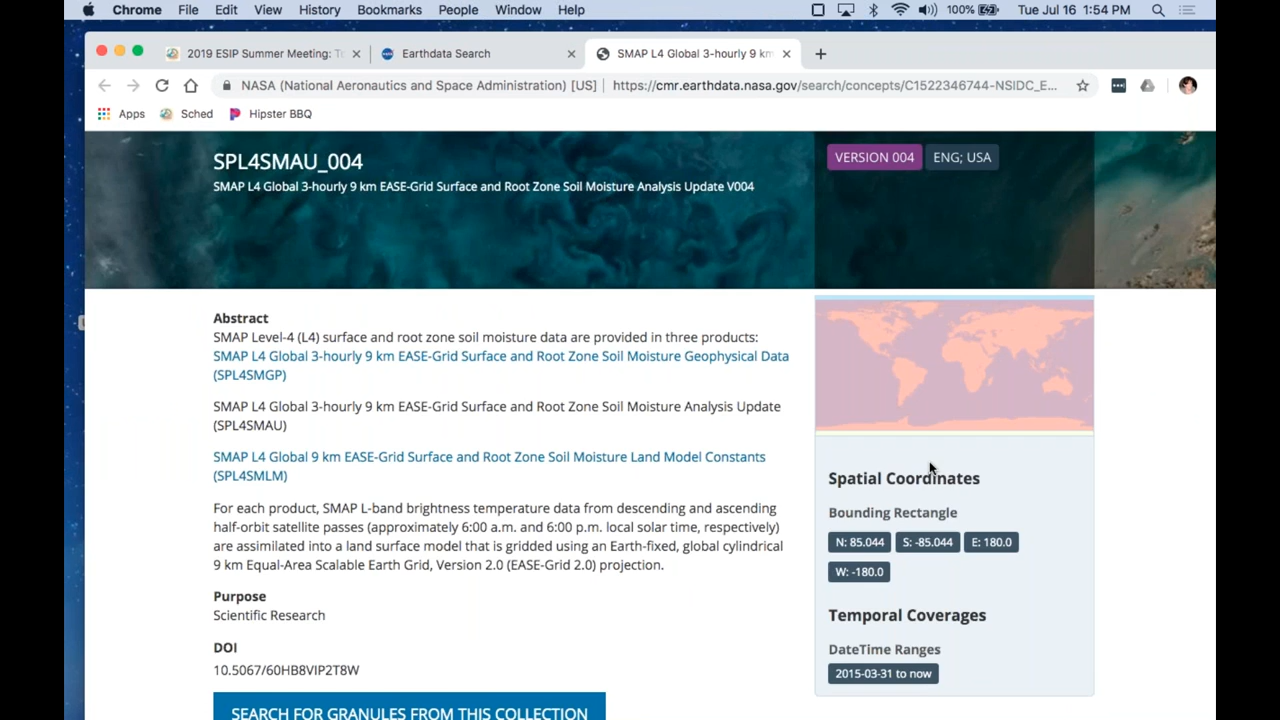 Chrome File Edit View History Bookmarks People Window Help 100% Tue Jul 16 1:54 PM
2019 ESIP Summer Meeting: Earthdata Search SMAP L4 Global 3-hourly 9 km
NASA (National Aeronautics and Space Administration) [US] https://cmr.earthdata.nasa.gov/search/concepts/C1522346744-NSIDC_E...
Apps Sched Hipster BBQ
SPL4SMAU_004
SMAP L4 Global 3-hourly 9 km EASE-Grid Surface and Root Zone Soil Moisture Analysis Update V004
VERSION 004 ENG; USA
Abstract
SMAP Level-4 (L4) surface and root zone soil moisture data are provided in three products:
SMAP L4 Global 3-hourly 9 km EASE-Grid Surface and Root Zone Soil Moisture Geophysical Data
(SPL4SMGP)
SMAP L4 Global 3-hourly 9 km EASE-Grid Surface and Root Zone Soil Moisture Analysis Update
(SPL4SMAU)
SMAP L4 Global 9 km EASE-Grid Surface and Root Zone Soil Moisture Land Model Constants
(SPL4SMLM)
For each product, SMAP L-band brightness temperature data from descending and ascending
half-orbit satellite passes (approximately 6:00 a.m. and 6:00 p.m. local solar time, respectively)
are assimilated into a land surface model that is gridded using an Earth-fixed, global cylindrical
9 km Equal-Area Scalable Earth Grid, Version 2.0 (EASE-Grid 2.0) projection.
Purpose
Scientific Research
DOI
10.5067/60HB8VIP2T8W
SEARCH FOR GRANULES FROM THIS COLLECTION
Spatial Coordinates
Bounding Rectangle
N: 85.044 S: -85.044 E: 180.0
W: -180.0
Temporal Coverages
DateTime Ranges
2015-03-31 to now